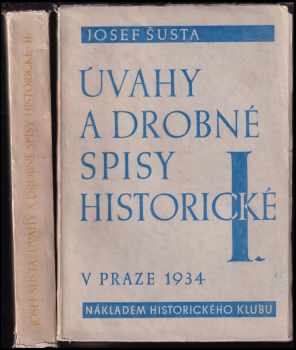 JOSEF ŠUSTA ÚVAHY A DROBNÉ SPISY HISTORICKÉ II.
JOSEF ŠUSTA
ÚVAHY
A DROBNÉ
SPISY
HISTORICKÉ
I.
V PRAZE 1934
NÁKLADEM HISTORICKÉHO KLUBU